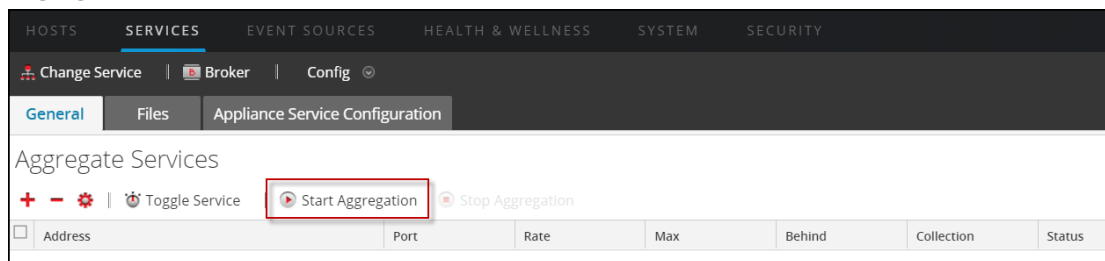 HOSTS SERVICES EVENT SOURCES HEALTH & WELLNESS SYSTEM SECURITY
Change Service | Broker | Config
General Files Appliance Service Configuration
Aggregate Services
Toggle Service | Start Aggregation Stop Aggregation
Address Port Rate Max Behind Collection Status